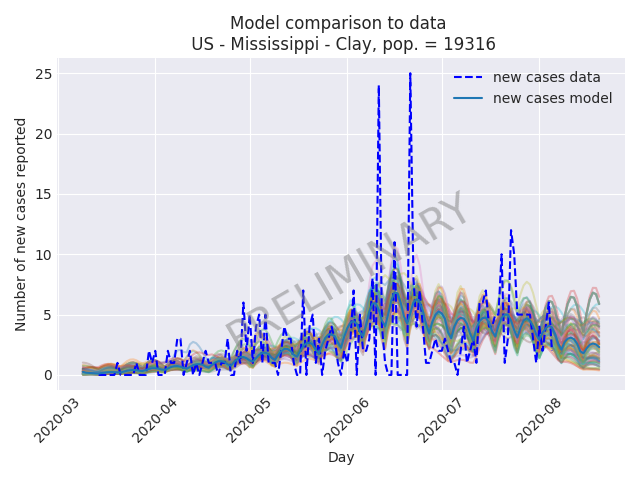 Model comparison to data
US - Mississippi - Clay, pop. = 19316
25
20
15
10
5
0
Number of new cases reported
new cases data
new cases model
PRELIMINARY
2020-03
2020-04
2020-05
2020-06
2020-07
2020-08
Day